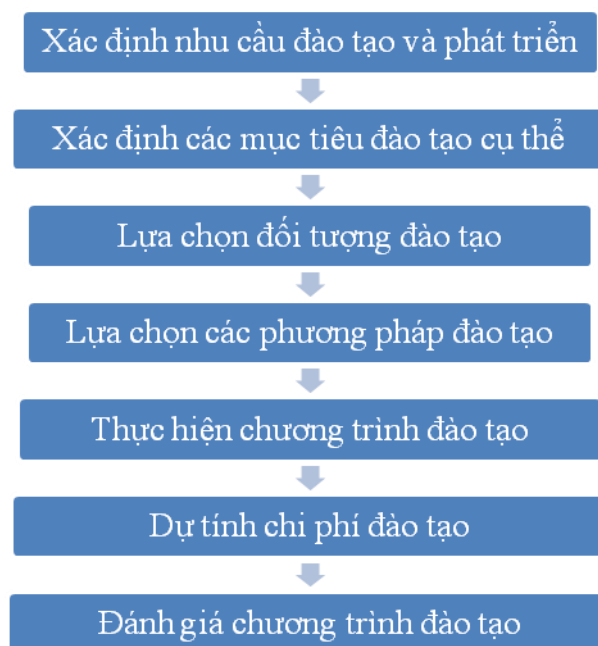 Xác định nhu cầu đào tạo và phát triển
Xác định các mục tiêu đào tạo cụ thể
Lựa chọn đối tượng đào tạo
Lựa chọn các phương pháp đào tạo
Thực hiện chương trình đào tạo
Dự tính chi phí đào tạo
Đánh giá chương trình đào tạo